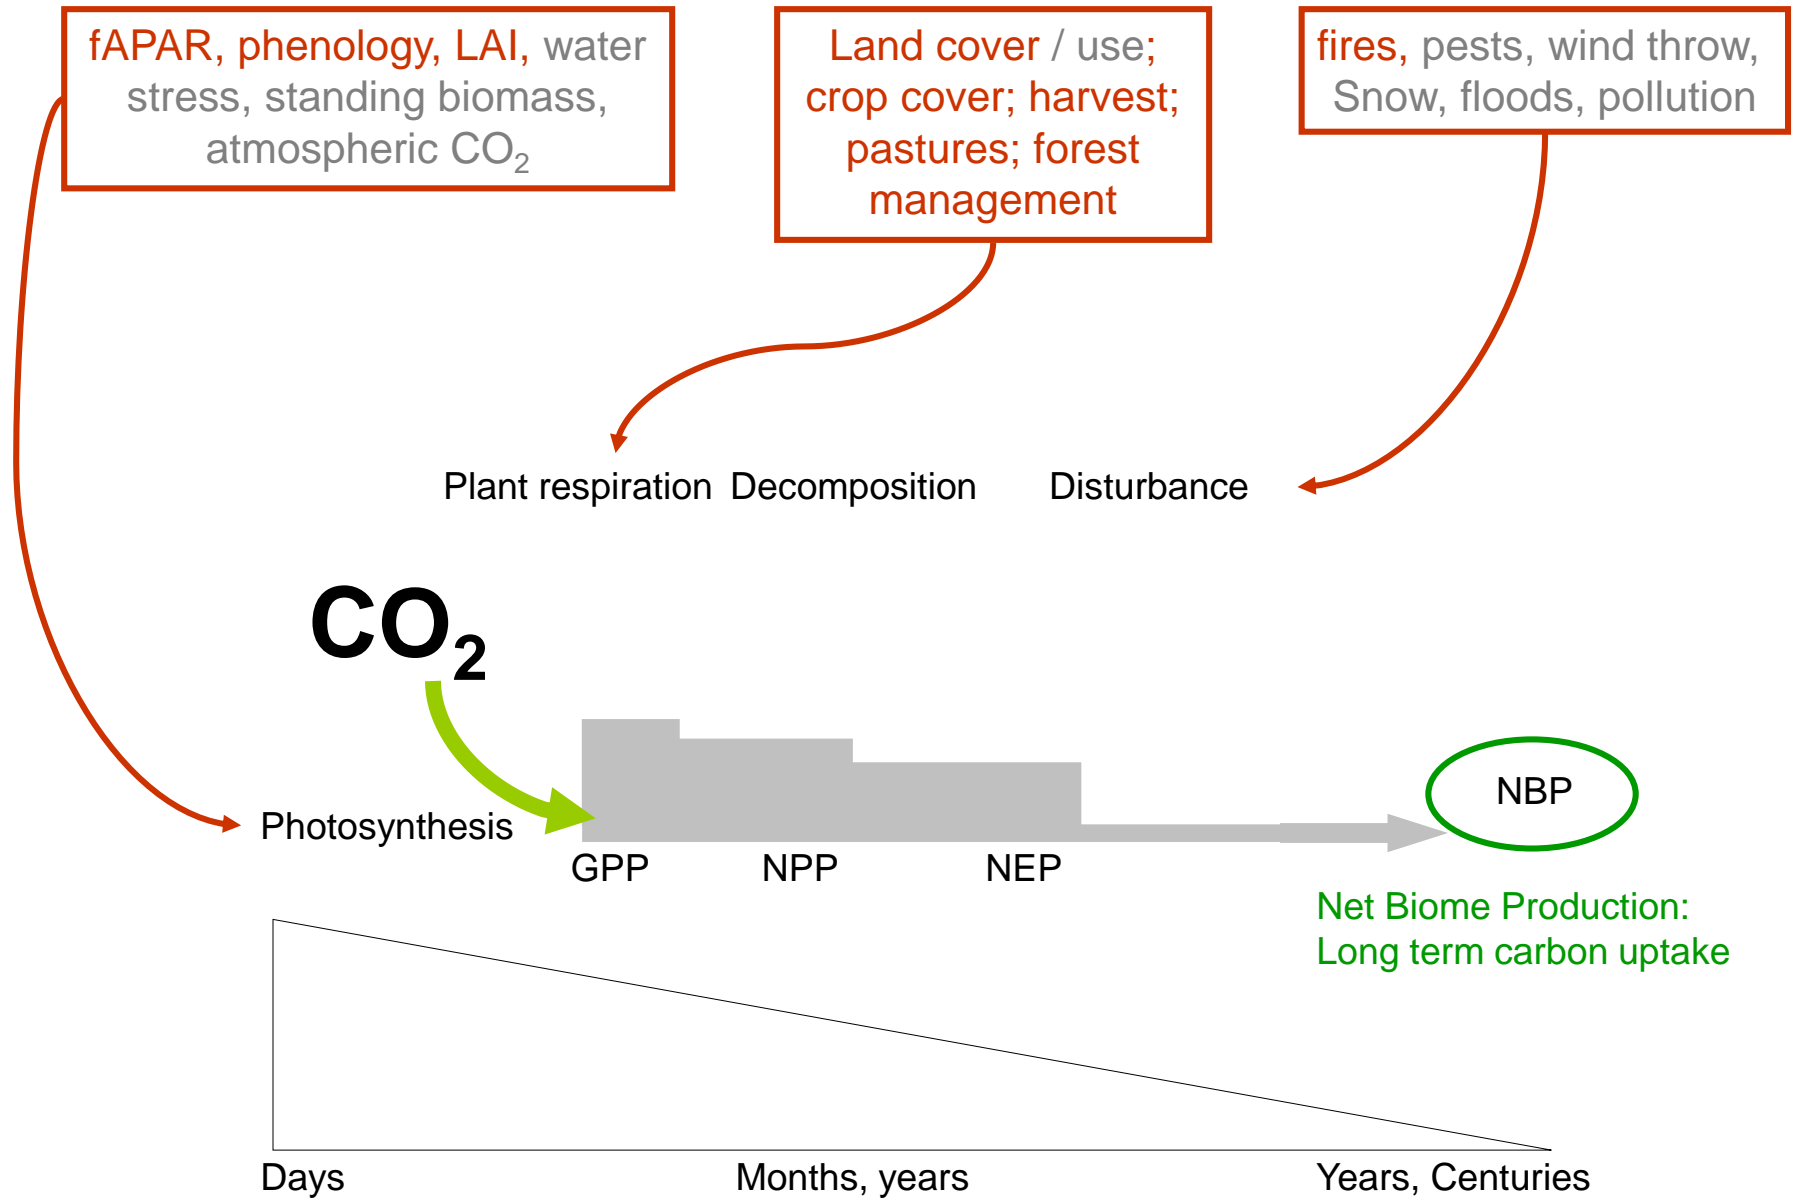 fAPAR, phenology, LAI, water
stress, standing biomass,
atmospheric CO₂
Land cover / use;
crop cover; harvest;
pastures; forest
management
fires, pests, wind throw,
Snow, floods, pollution
Plant respiration Decomposition Disturbance
CO₂
NBP
Photosynthesis
GPP NPP NEP
Net Biome Production:
Long term carbon uptake
Days Months, years Years, Centuries